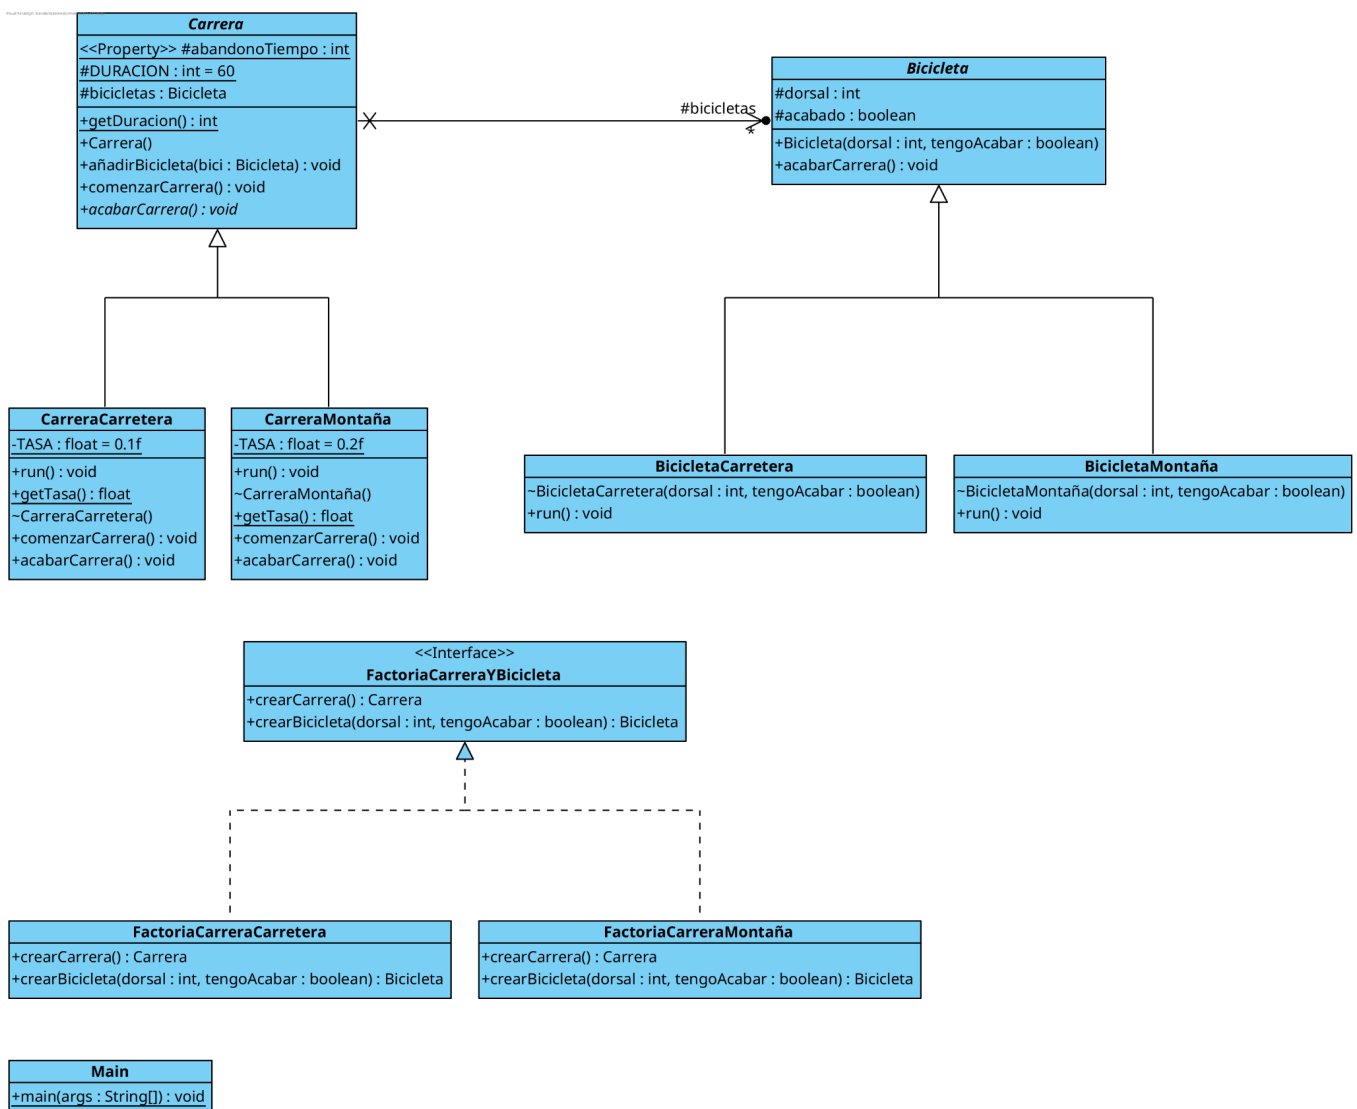 Carrera
<<Property>> #abandonoTiempo : int
#DURACION : int = 60
#bicicletas : Bicicleta
+getDuracion() : int
+Carrera()
+añadirBicicleta(bici : Bicicleta) : void
+comenzarCarrera() : void
+acabarCarrera() : void
#bicicletas
*
Bicicleta
#dorsal : int
#acabado : boolean
+Bicicleta(dorsal : int, tengoAcabar : boolean)
+acabarCarrera() : void
CarreraCarretera
-TASA : float = 0.1f
+run() : void
+getTasa() : float
~CarreraCarretera()
+comenzarCarrera() : void
+acabarCarrera() : void
CarreraMontaña
-TASA : float = 0.2f
+run() : void
~CarreraMontaña()
+getTasa() : float
+comenzarCarrera() : void
+acabarCarrera() : void
BicicletaCarretera
~BicicletaCarretera(dorsal : int, tengoAcabar : boolean)
+run() : void
BicicletaMontaña
~BicicletaMontaña(dorsal : int, tengoAcabar : boolean)
+run() : void
<<Interface>>
FactoriaCarreraYBicicleta
+crearCarrera() : Carrera
+crearBicicleta(dorsal : int, tengoAcabar : boolean) : Bicicleta
FactoriaCarreraCarretera
+crearCarrera() : Carrera
+crearBicicleta(dorsal : int, tengoAcabar : boolean) : Bicicleta
FactoriaCarreraMontaña
+crearCarrera() : Carrera
+crearBicicleta(dorsal : int, tengoAcabar : boolean) : Bicicleta
Main
+main(args : String[]) : void